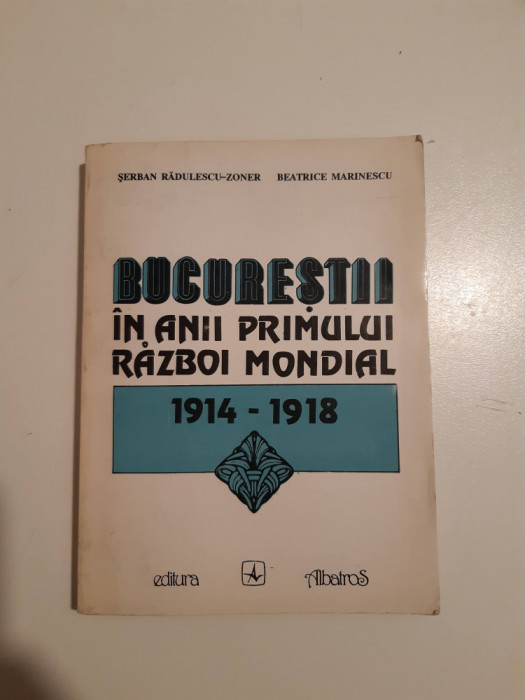 ŞERBAN RĂDULESCU-ZONER BEATRICE MARINESCU
BUCUREŞTII
ÎN ANII PRIMULUI
RĂZBOI MONDIAL
1914 - 1918
editura A Albatros